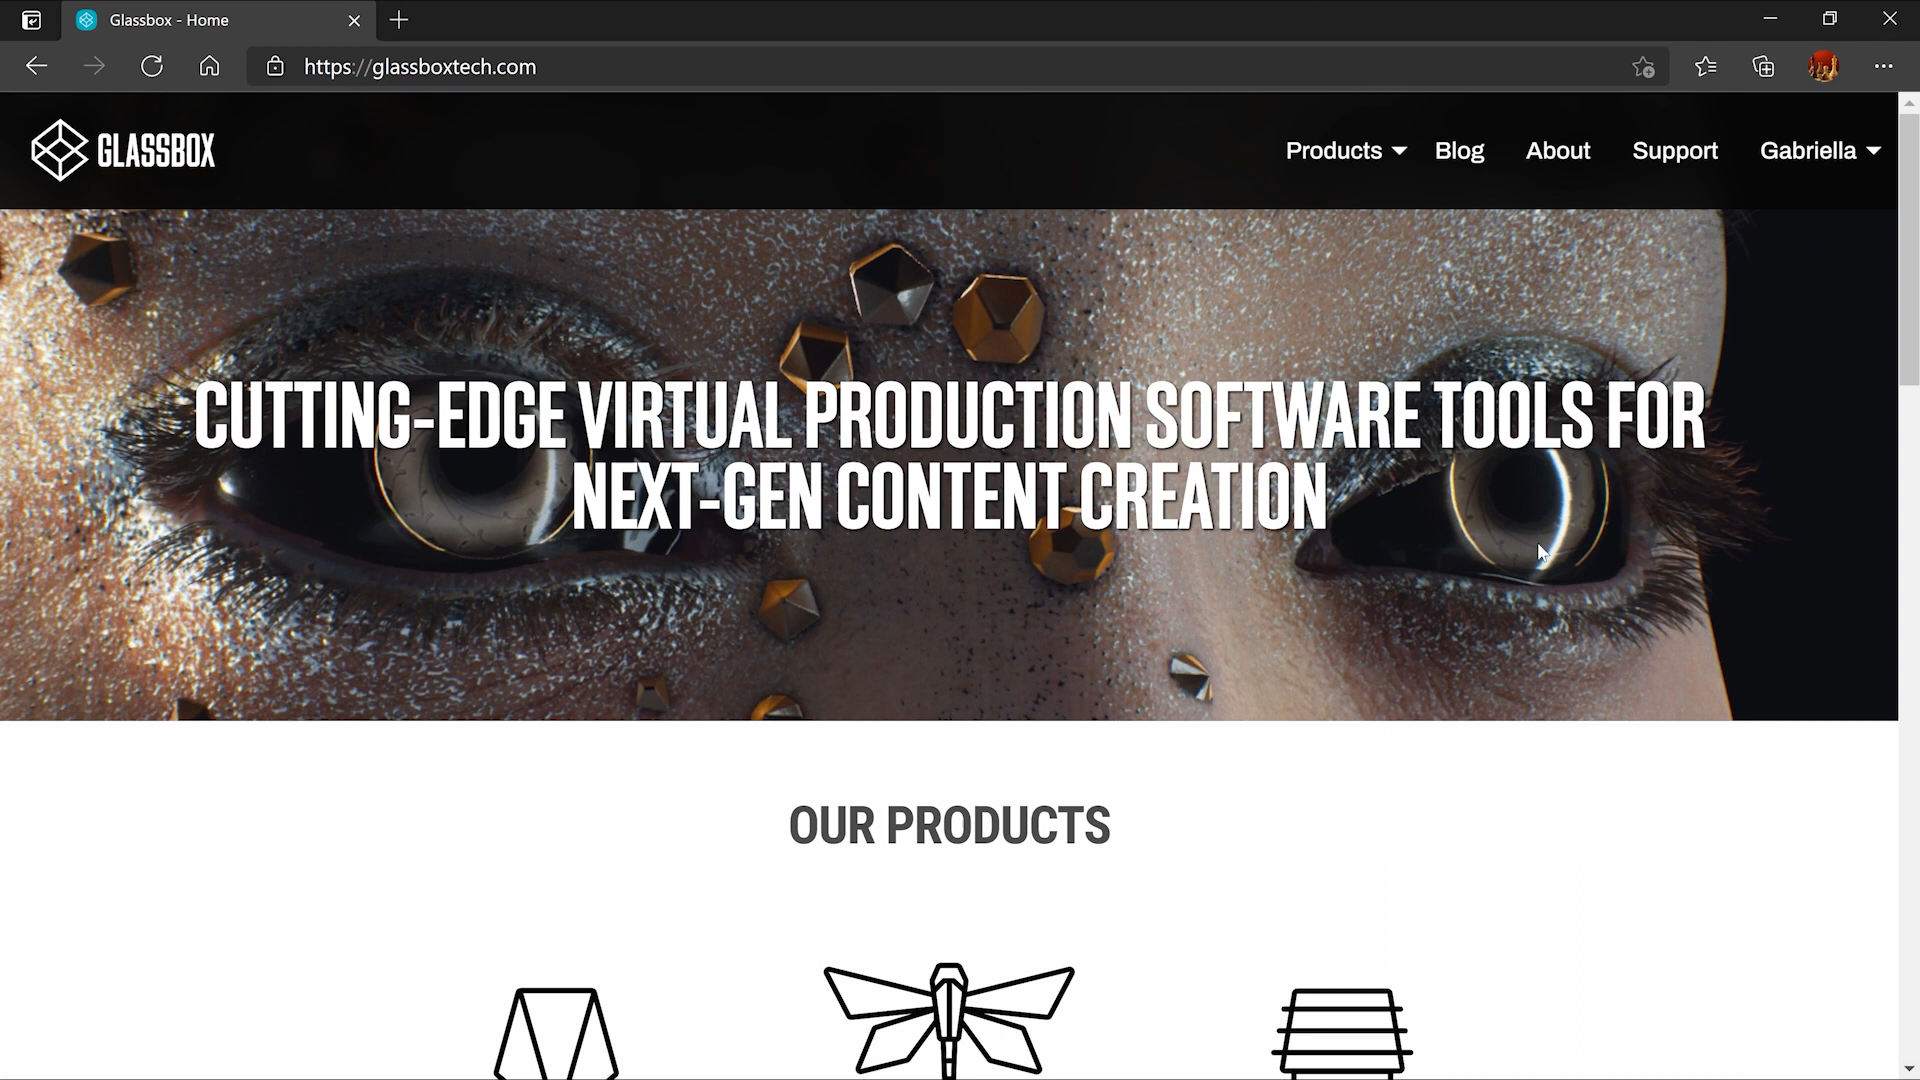 Glassbox - Home
https://glassboxtech.com
GLASSBOX
Products
Blog
About
Support
Gabriella
CUTTING-EDGE VIRTUAL PRODUCTION SOFTWARE TOOLS FOR
NEXT-GEN CONTENT CREATION
OUR PRODUCTS